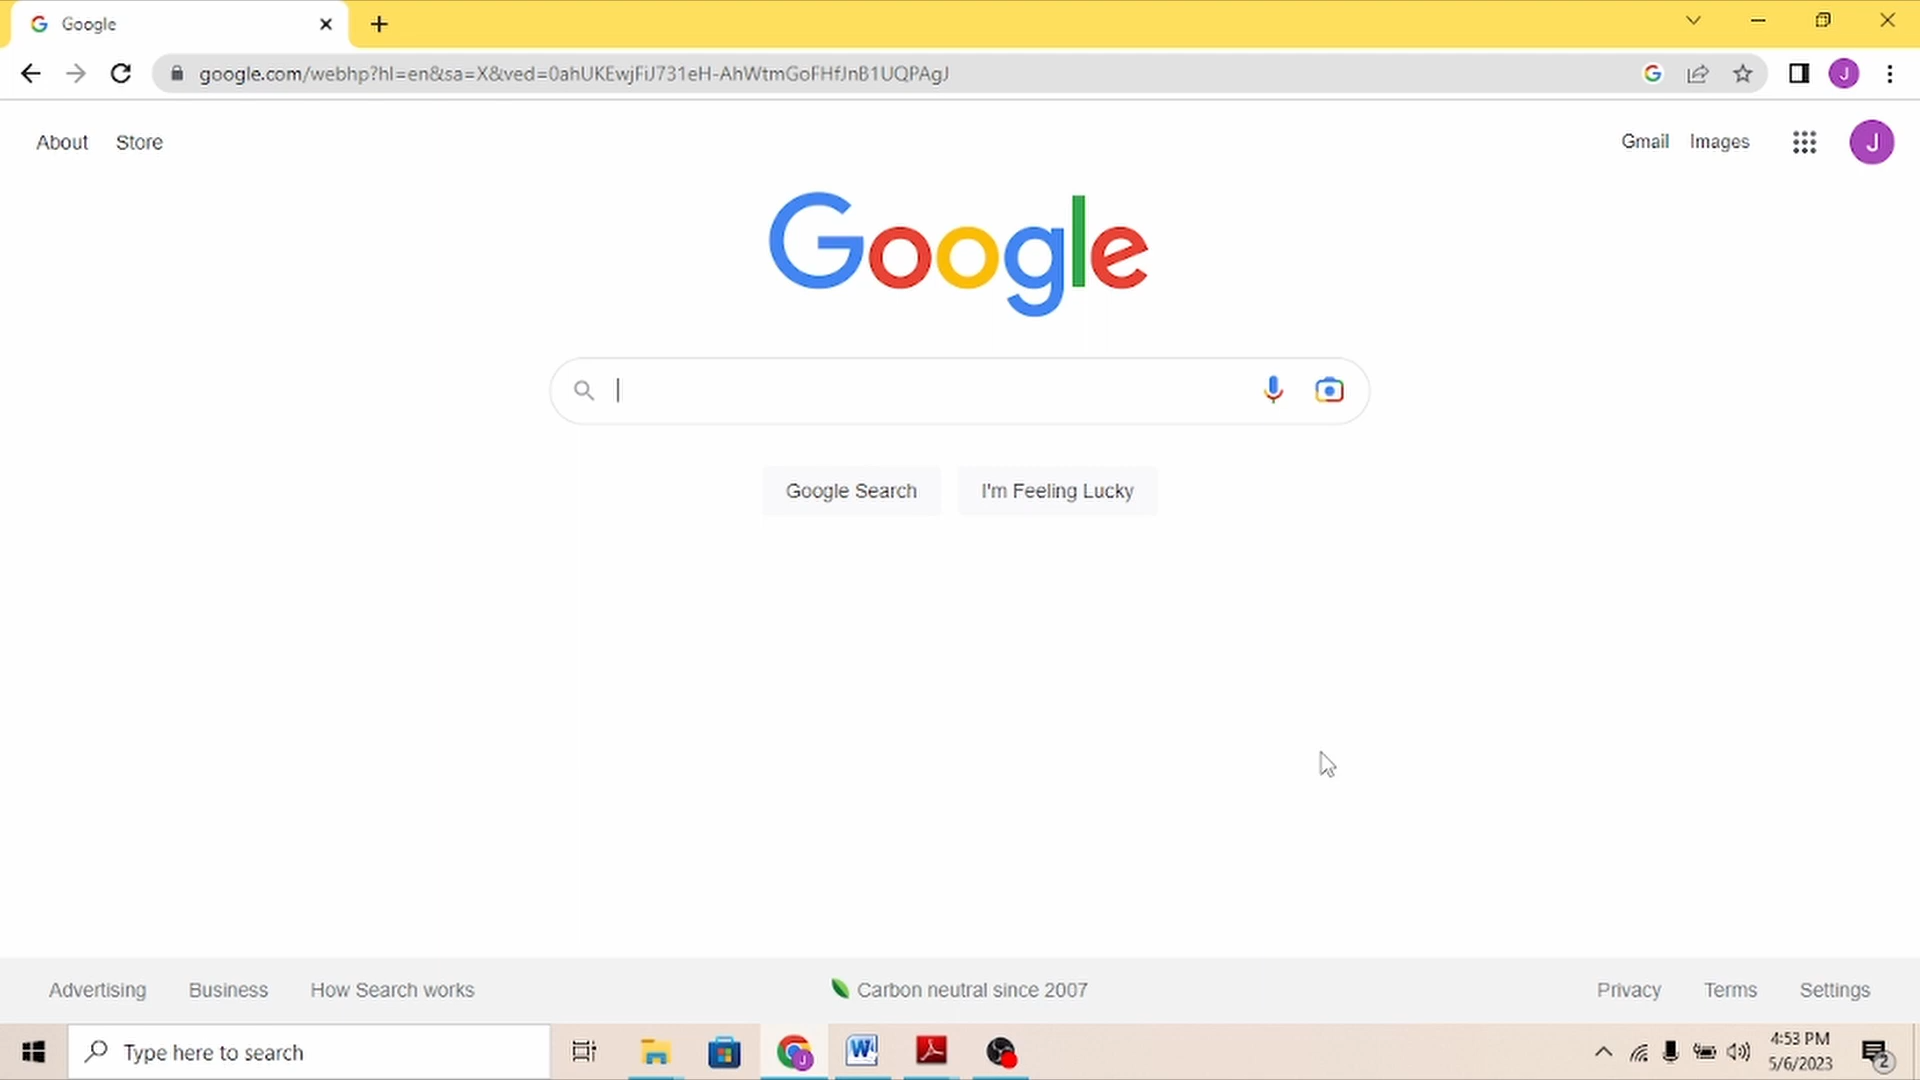 Google
google.com/webhp?hl=en&sa=X&ved=0ahUKEwjFiJ731eH-AhWtmGoFHfJnB1UQPAgJ
J
About Store
Gmail Images
J
Google
Google Search I'm Feeling Lucky
Advertising Business How Search works
Carbon neutral since 2007
Privacy Terms Settings
Type here to search
J
W
4:53 PM
5/6/2023
2